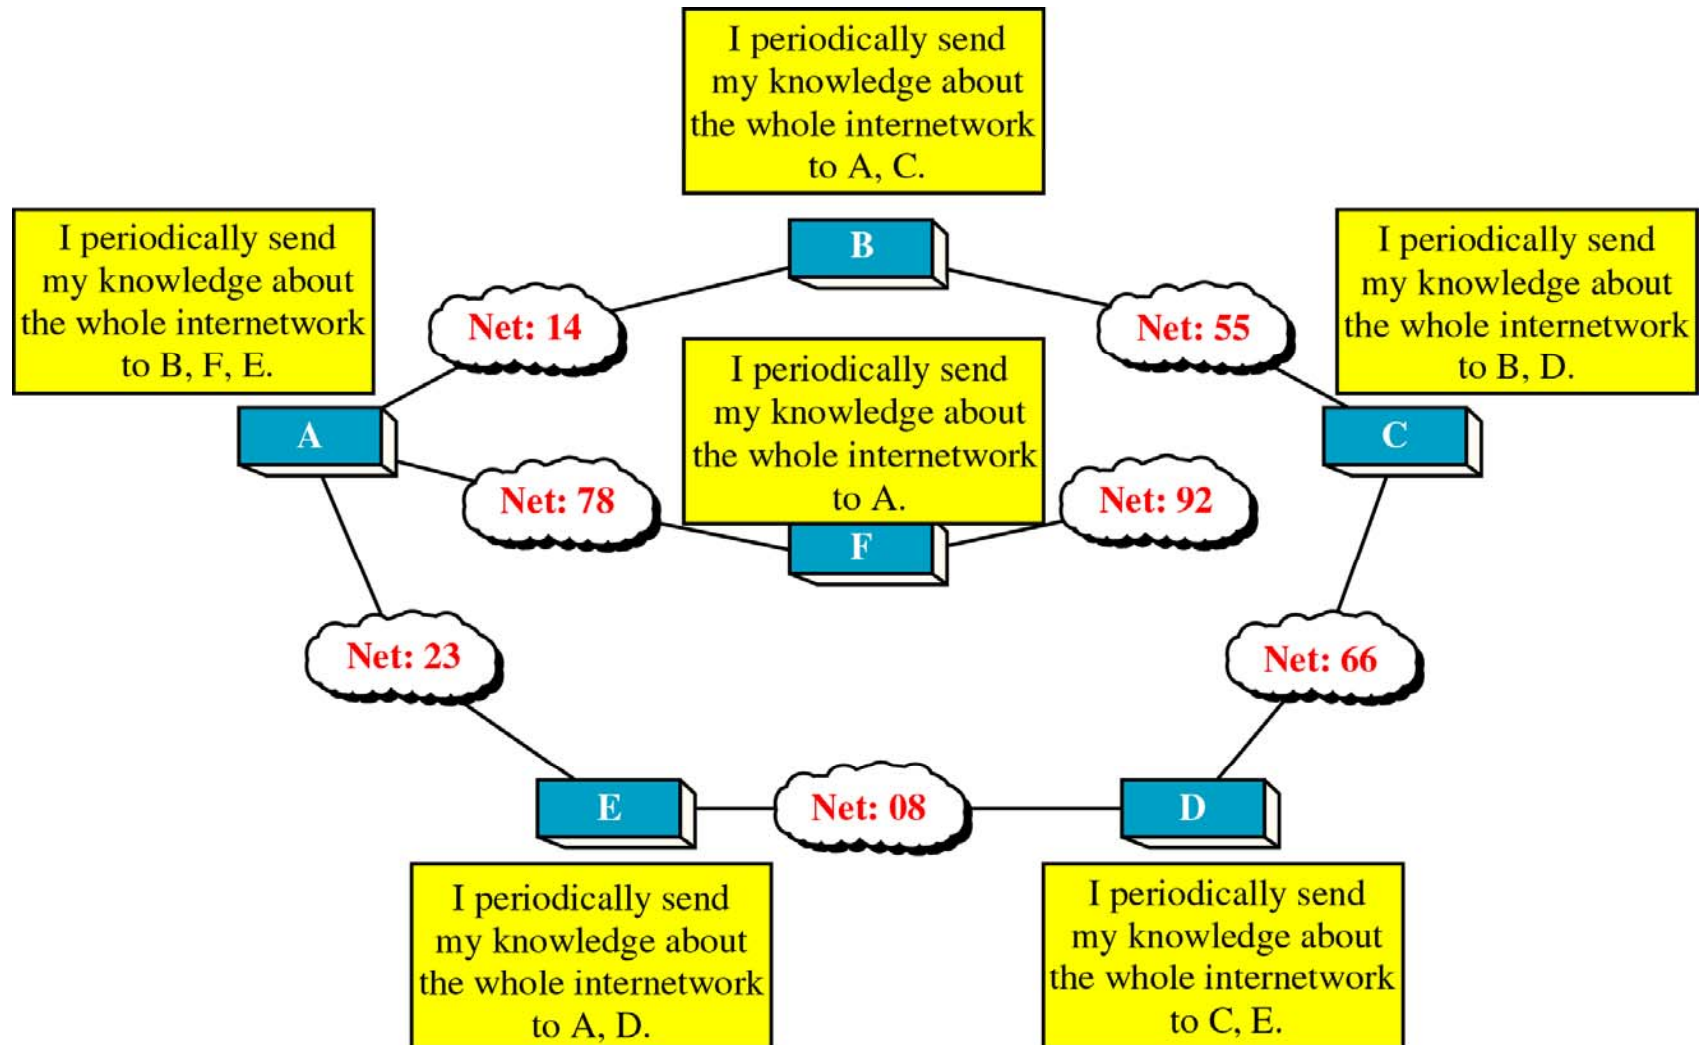 I periodically send
my knowledge about
the whole internetwork
to A, C.
I periodically send
my knowledge about
the whole internetwork
to B, F, E.
B
I periodically send
my knowledge about
the whole internetwork
to B, D.
Net: 14
Net: 55
I periodically send
my knowledge about
the whole internetwork
to A.
A
C
Net: 78
Net: 92
F
Net: 23
Net: 66
E
Net: 08
D
I periodically send
my knowledge about
the whole internetwork
to A, D.
I periodically send
my knowledge about
the whole internetwork
to C, E.